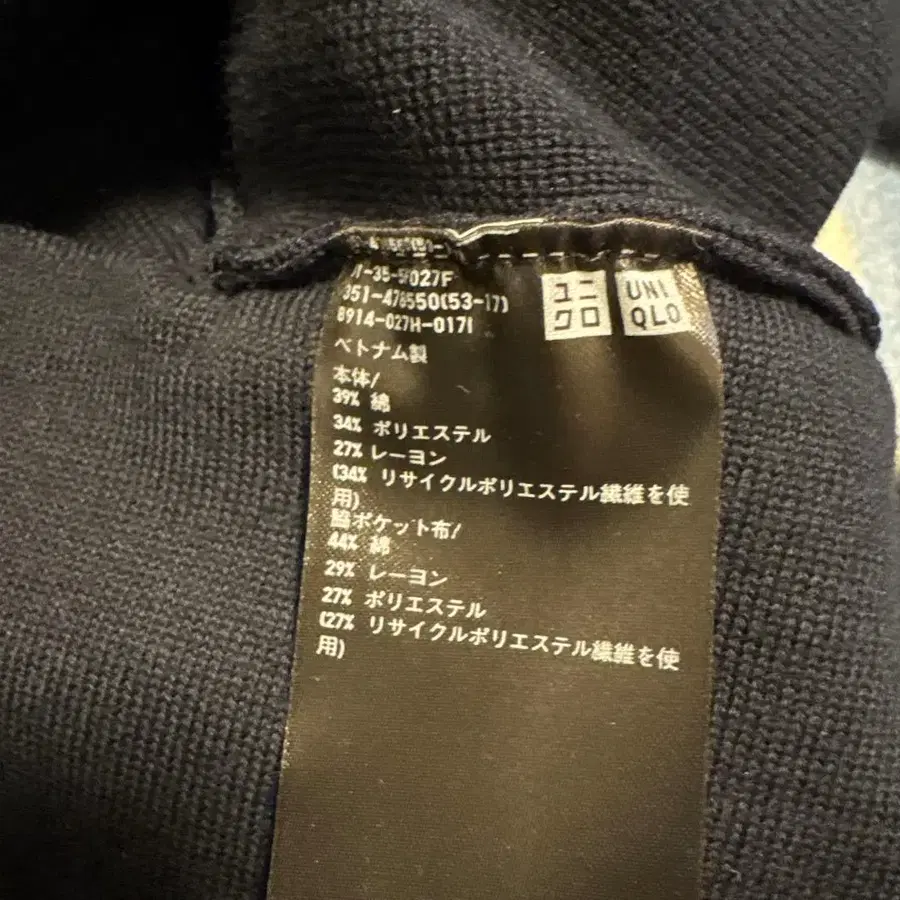 35-9027F
351-478550(53-17)
8914-027H-017I
ユニクロ
UNIQLO
ベトナム製
本体/
39% 綿
34% ポリエステル
27% レーヨン
(34% リサイクルポリエステル繊維を使
用)
脇ポケット布/
44% 綿
29% レーヨン
27% ポリエステル
(27% リサイクルポリエステル繊維を使
用)